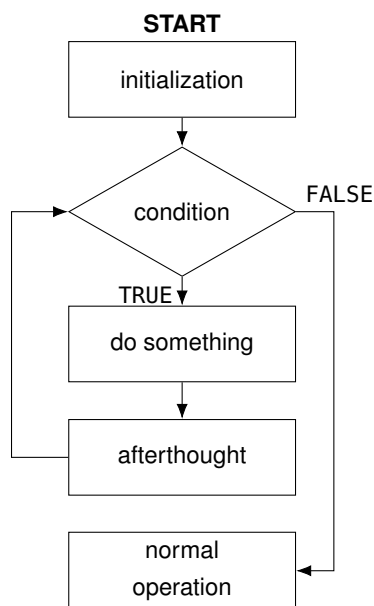 START
initialization
condition
FALSE
TRUE
do something
afterthought
normal
operation